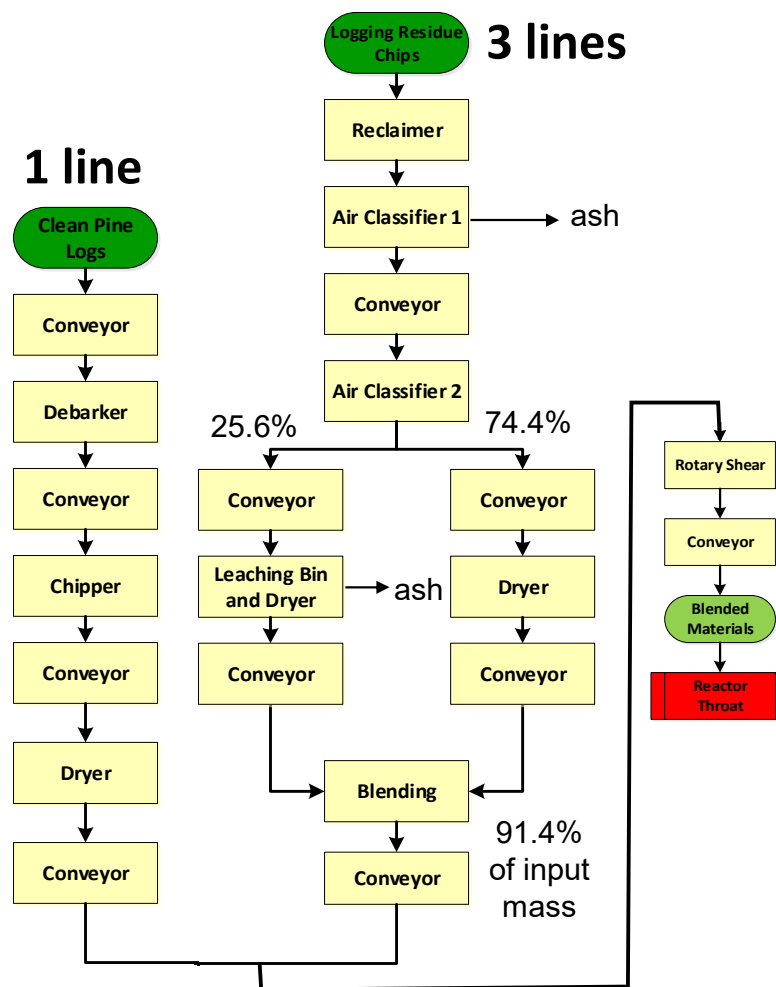 1 line
Clean Pine
Logs
Conveyor
Debarker
Conveyor
Chipper
Conveyor
Dryer
Conveyor
Logging Residue
Chips
3 lines
Reclaimer
Air Classifier 1
ash
Conveyor
Air Classifier 2
25.6%
74.4%
Conveyor
Leaching Bin
and Dryer
ash
Conveyor
Conveyor
Dryer
Conveyor
Blending
91.4%
of input
mass
Conveyor
Rotary Shear
Conveyor
Blended
Materials
Reactor
Throat